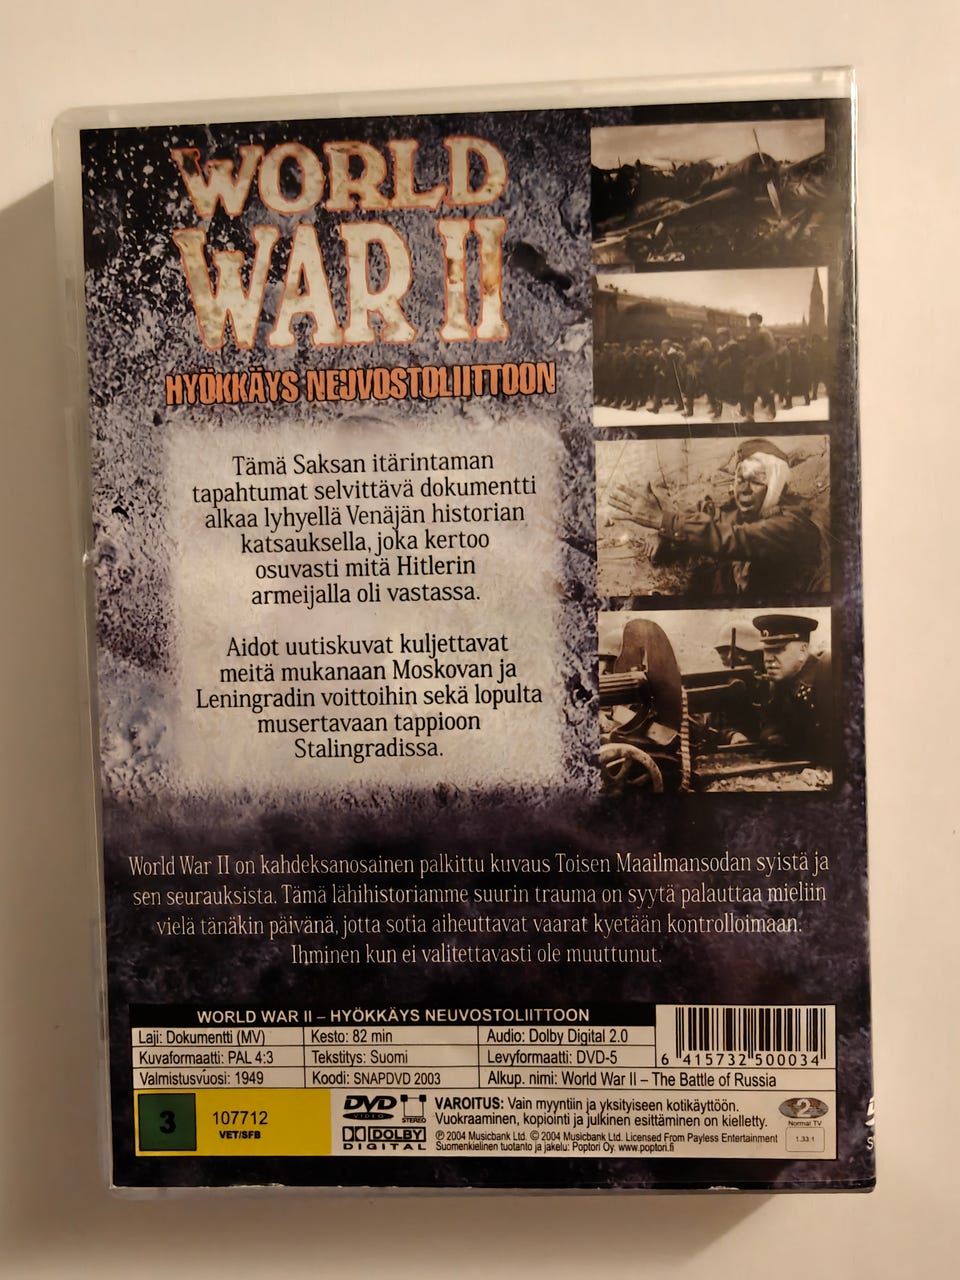 WORLD
WAR II
HYÖKKÄYS NEUVOSTOLIITTOON
Tämä Saksan itärintaman
tapahtumat selvittävä dokumentti
alkaa lyhyellä Venäjän historian
katsauksella, joka kertoo
osuvasti mitä Hitlerin
armeijalla oli vastassa.
Aidot uutiskuvat kuljettavat
meitä mukanaan Moskovan ja
Leningradin voittoihin sekä lopulta
musertavaan tappioon
Stalingradissa.
World War II on kahdeksanosainen palkittu kuvaus Toisen Maailmansodan syistä ja
sen seurauksista. Tämä lähihistoriamme suurin trauma on syytä palauttaa mieliin
vielä tänäkin päivänä, jotta sotia aiheuttavat vaarat kyetään kontrolloimaan.
Ihminen kun ei valitettavasti ole muuttunut.
WORLD WAR II – HYÖKKÄYS NEUVOSTOLIITTOON
Laji: Dokumentti (MV) Kesto: 82 min Audio: Dolby Digital 2.0
Kuvaformaatti: PAL 4:3 Tekstitys: Suomi Levyformaatti: DVD-5
Valmistusvuosi: 1949 Koodi: SNAPDVD 2003 Alkup. nimi: World War II – The Battle of Russia
6 415732 500034
3 107712
VET/SFB
DVD VIDEO STEREO
DOLBY DIGITAL
VAROITUS: Vain myyntiin ja yksityiseen kotikäyttöön.
Vuokraaminen, kopiointi ja julkinen esittäminen on kielletty.
℗ 2004 Musicbank Ltd. © 2004 Musicbank Ltd. Licensed From Payless Entertainment
Suomenkielinen tuotanto ja jakelu: Poptori Oy. www.poptori.fi
2
Normal TV
1.33:1